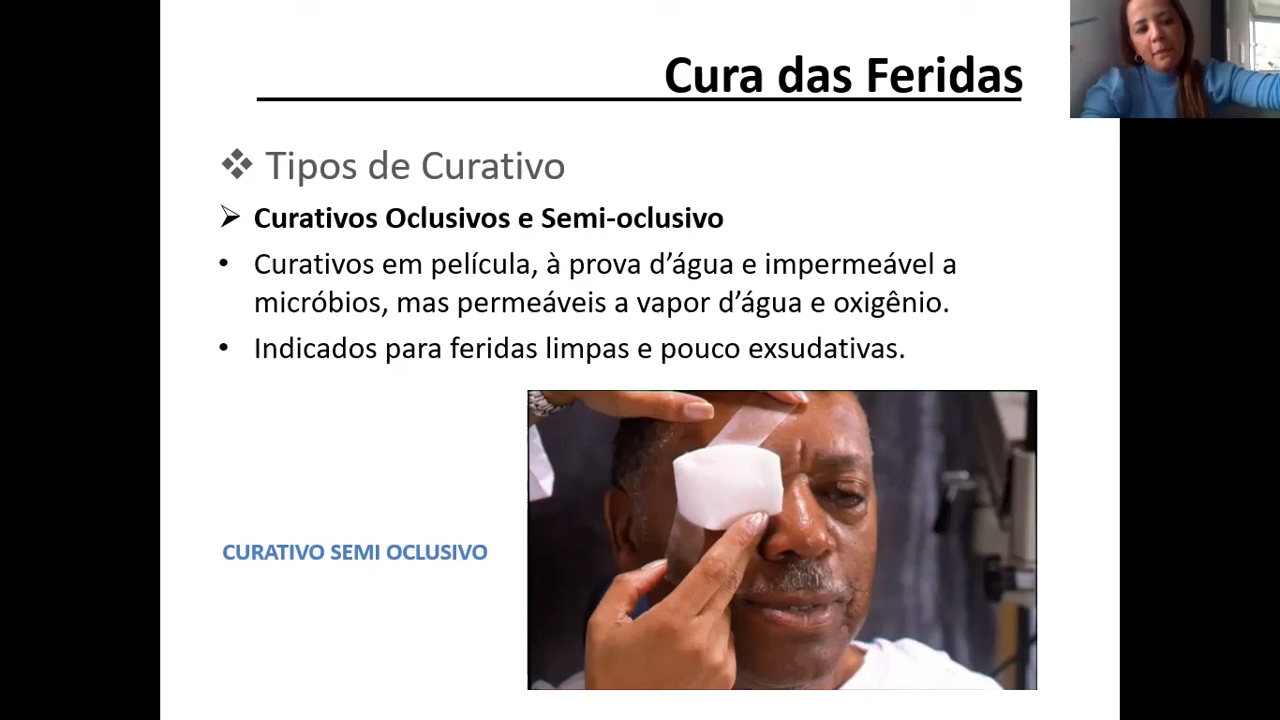 Cura das Feridas
❖ Tipos de Curativo
➢ Curativos Oclusivos e Semi-oclusivo
• Curativos em película, à prova d’água e impermeável a
micróbios, mas permeáveis a vapor d’água e oxigênio.
• Indicados para feridas limpas e pouco exsudativas.
CURATIVO SEMI OCLUSIVO